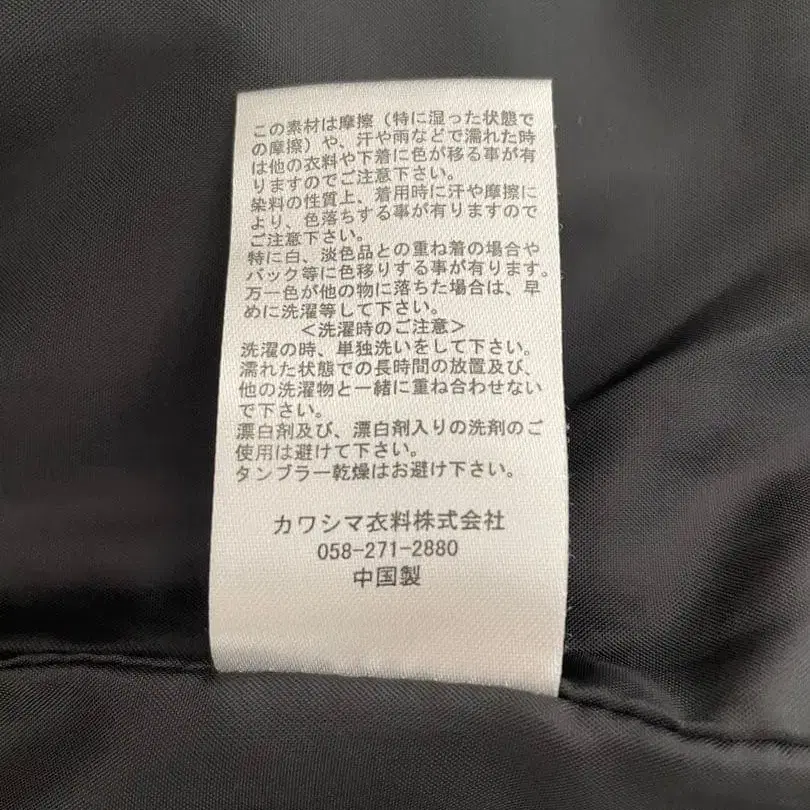 この素材は摩擦（特に湿った状態で
の摩擦）や、汗や雨などで濡れた時
は他の衣料や下着に色が移る事が有
りますのでご注意下さい。
染料の性質上、着用時に汗や摩擦に
より、色落ちする事が有りますので
ご注意下さい。
特に白、淡色品との重ね着の場合や
バック等に色移りする事が有ります。
万一色が他の物に落ちた場合は、早
めに洗濯等して下さい。
＜洗濯時のご注意＞
洗濯の時、単独洗いをして下さい。
濡れた状態での長時間の放置及び、
他の洗濯物と一緒に重ね合わせない
で下さい。
漂白剤及び、漂白剤入りの洗剤のご
使用は避けて下さい。
タンブラー乾燥はお避け下さい。
カワシマ衣料株式会社
058-271-2880
中国製